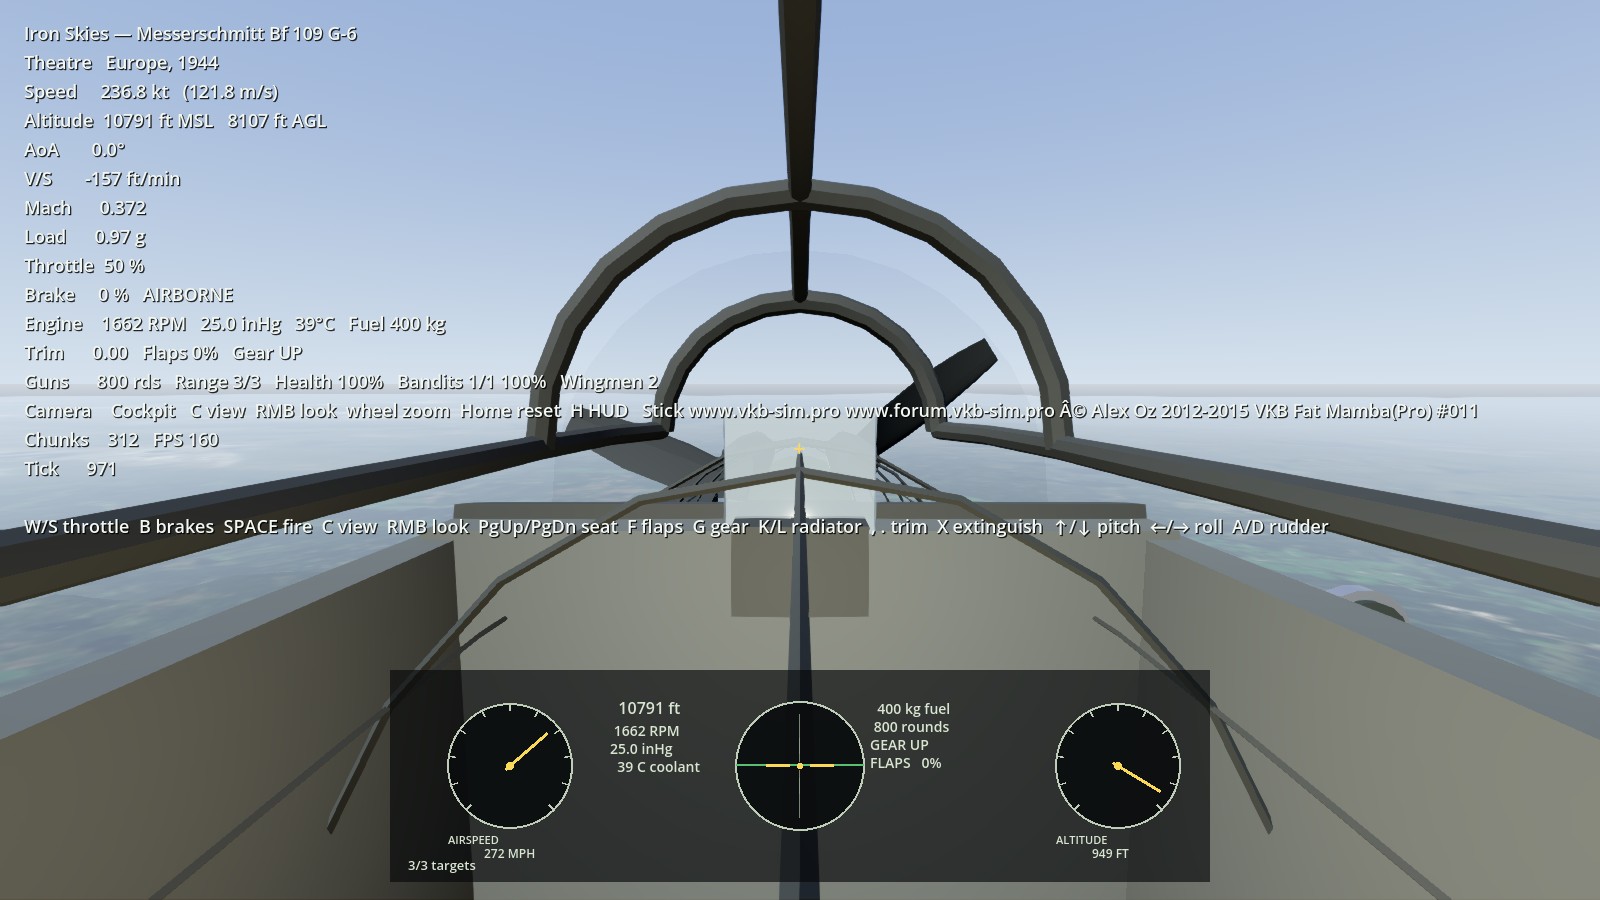 Iron Skies — Messerschmitt Bf 109 G-6
Theatre Europe, 1944
Speed 236.8 kt (121.8 m/s)
Altitude 10791 ft MSL 8107 ft AGL
AoA 0.0°
V/S -157 ft/min
Mach 0.372
Load 0.97 g
Throttle 50 %
Brake 0 % AIRBORNE
Engine 1662 RPM 25.0 inHg 39°C Fuel 400 kg
Trim 0.00 Flaps 0% Gear UP
Guns 800 rds Range 3/3 Health 100% Bandits 1/1 100% Wingmen 2
Camera Cockpit C view RMB look wheel zoom Home reset H HUD Stick www.vkb-sim.pro www.forum.vkb-sim.pro Â© Alex Oz 2012-2015 VKB Fat Mamba(Pro) #011
Chunks 312 FPS 160
Tick 971
W/S throttle B brakes SPACE fire C view RMB look PgUp/PgDn seat F flaps G gear K/L radiator , . trim X extinguish ↑/↓ pitch ←/→ roll A/D rudder
10791 ft
1662 RPM
25.0 inHg
39 C coolant
400 kg fuel
800 rounds
GEAR UP
FLAPS 0%
AIRSPEED
272 MPH
3/3 targets
ALTITUDE
949 FT